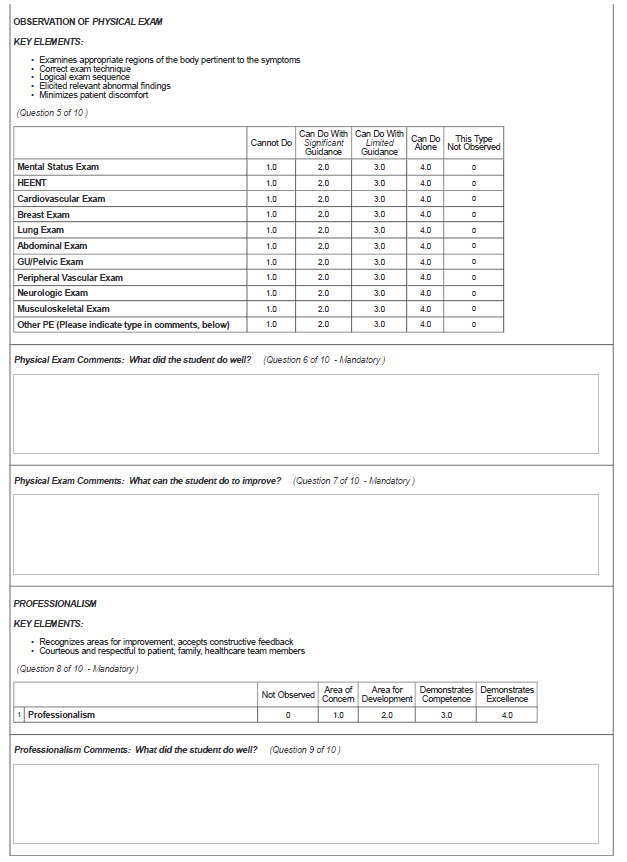 OBSERVATION OF PHYSICAL EXAM
KEY ELEMENTS:
• Examines appropriate regions of the body pertinent to the symptoms
• Correct exam technique
• Logical exam sequence
• Elicited relevant abnormal findings
• Minimizes patient discomfort
(Question 5 of 10 )
Cannot Do Can Do With Significant Guidance Can Do With Limited Guidance Can Do Alone This Type Not Observed
Mental Status Exam 1.0 2.0 3.0 4.0 0
HEENT 1.0 2.0 3.0 4.0 0
Cardiovascular Exam 1.0 2.0 3.0 4.0 0
Breast Exam 1.0 2.0 3.0 4.0 0
Lung Exam 1.0 2.0 3.0 4.0 0
Abdominal Exam 1.0 2.0 3.0 4.0 0
GU/Pelvic Exam 1.0 2.0 3.0 4.0 0
Peripheral Vascular Exam 1.0 2.0 3.0 4.0 0
Neurologic Exam 1.0 2.0 3.0 4.0 0
Musculoskeletal Exam 1.0 2.0 3.0 4.0 0
Other PE (Please indicate type in comments, below) 1.0 2.0 3.0 4.0 0
Physical Exam Comments: What did the student do well? (Question 6 of 10 - Mandatory )
Physical Exam Comments: What can the student do to improve? (Question 7 of 10 - Mandatory )
PROFESSIONALISM
KEY ELEMENTS:
• Recognizes areas for improvement, accepts constructive feedback
• Courteous and respectful to patient, family, healthcare team members
(Question 8 of 10 - Mandatory )
Not Observed Area of Concern Area for Development Demonstrates Competence Demonstrates Excellence
1 Professionalism 0 1.0 2.0 3.0 4.0
Professionalism Comments: What did the student do well? (Question 9 of 10 )